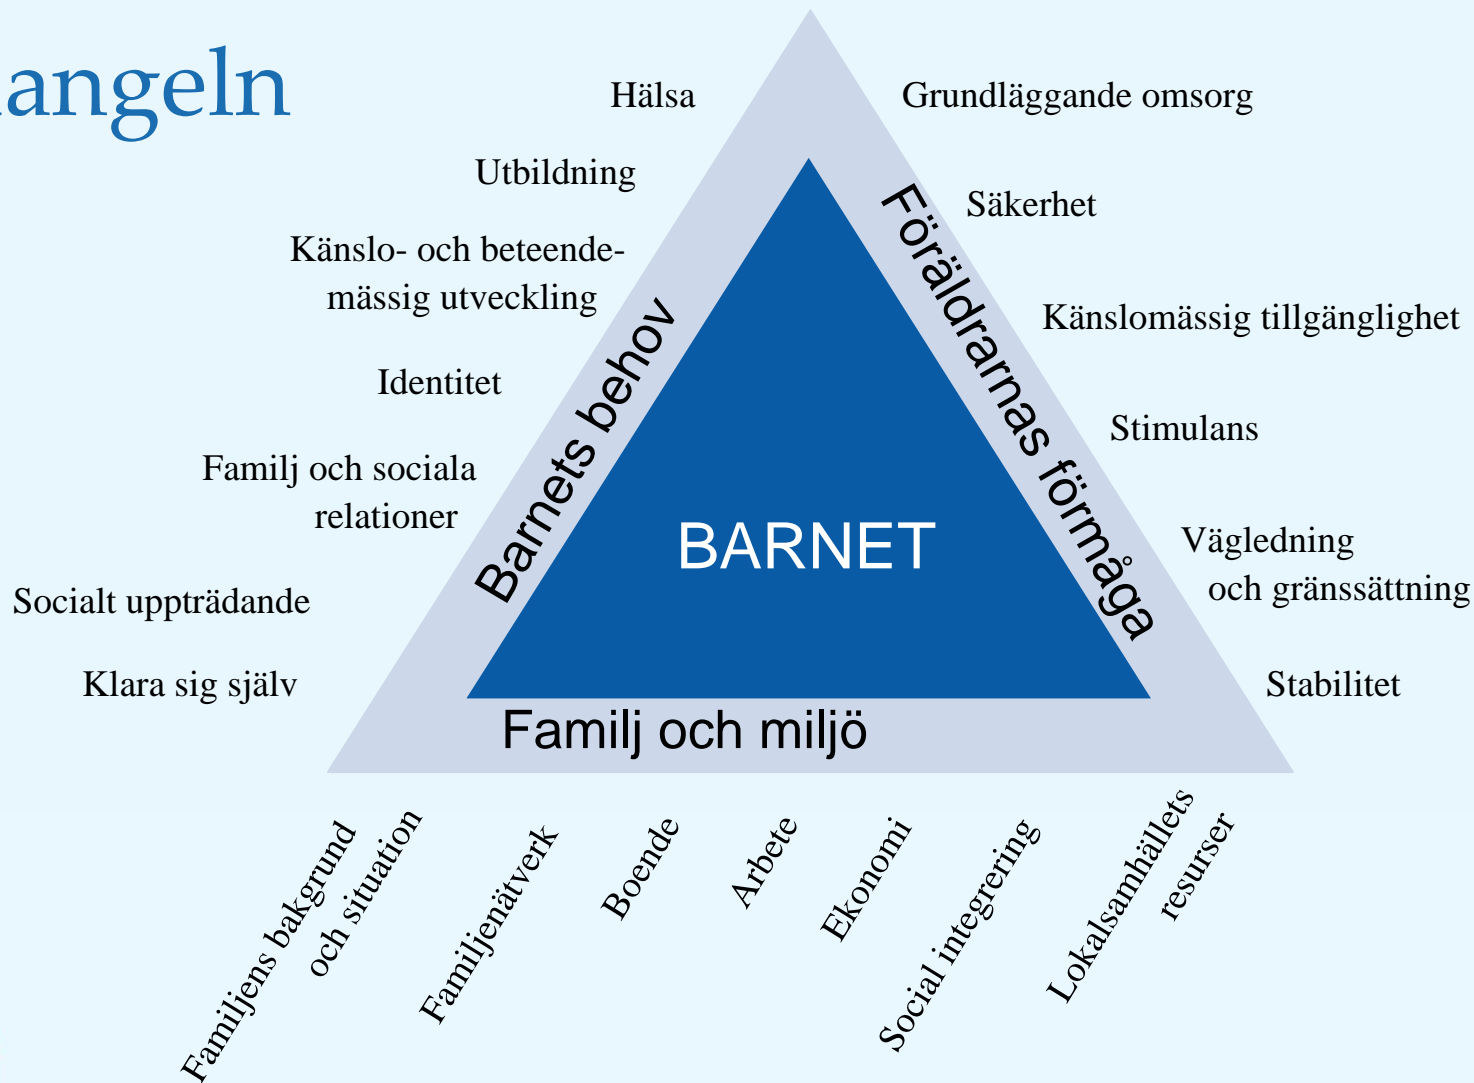 angeln
Hälsa
Utbildning
Känslo- och beteende-
mässig utveckling
Identitet
Familj och sociala
relationer
Socialt uppträdande
Klara sig själv
Barnets behov
Grundläggande omsorg
Säkerhet
Känslomässig tillgänglighet
Stimulans
Vägledning
och gränssättning
Stabilitet
Föräldrarnas förmåga
BARNET
Familj och miljö
Familjens bakgrund
och situation
Familjenätverk
Boende
Arbete
Ekonomi
Social integrering
Lokalsamhällets
resurser